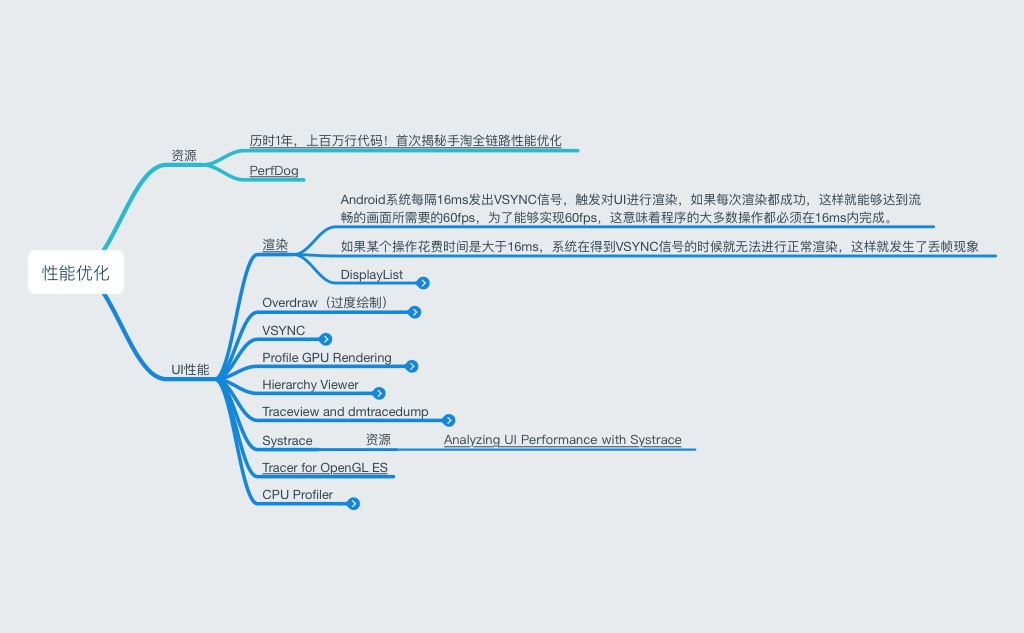 历时1年，上百万行代码！首次揭秘手淘全链路性能优化
资源
PerfDog
Android系统每隔16ms发出VSYNC信号，触发对UI进行渲染，如果每次渲染都成功，这样就能够达到流
畅的画面所需要的60fps，为了能够实现60fps，这意味着程序的大多数操作都必须在16ms内完成。
渲染
如果某个操作花费时间是大于16ms，系统在得到VSYNC信号的时候就无法进行正常渲染，这样就发生了丢帧现象
性能优化
DisplayList
Overdraw（过度绘制）
VSYNC
Profile GPU Rendering
UI性能
Hierarchy Viewer
Traceview and dmtracedump
Systrace 资源 Analyzing UI Performance with Systrace
Tracer for OpenGL ES
CPU Profiler